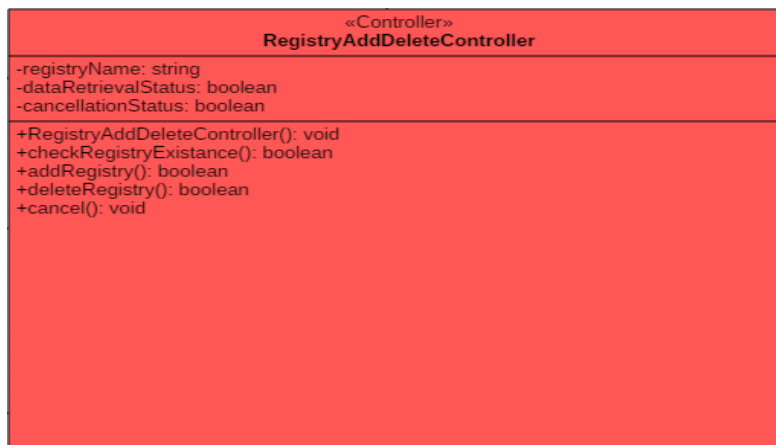 «Controller»
RegistryAddDeleteController
-registryName: string
-dataRetrievalStatus: boolean
-cancellationStatus: boolean
+RegistryAddDeleteController(): void
+checkRegistryExistance(): boolean
+addRegistry(): boolean
+deleteRegistry(): boolean
+cancel(): void